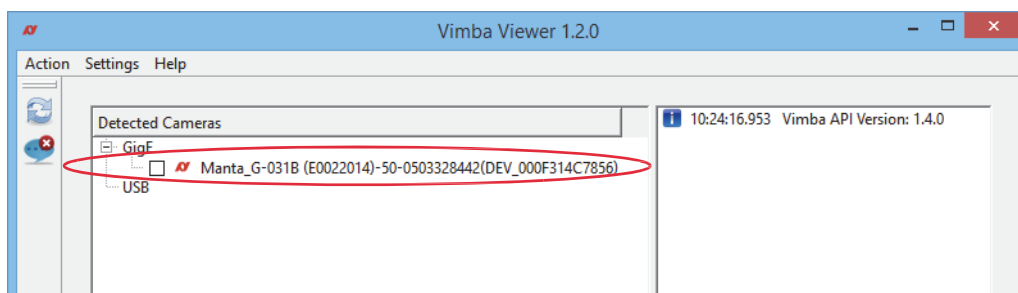 Vimba Viewer 1.2.0
Action Settings Help
Detected Cameras
GigE
Manta_G-031B (E0022014)-50-0503328442(DEV_000F314C7856)
USB
10:24:16.953 Vimba API Version: 1.4.0